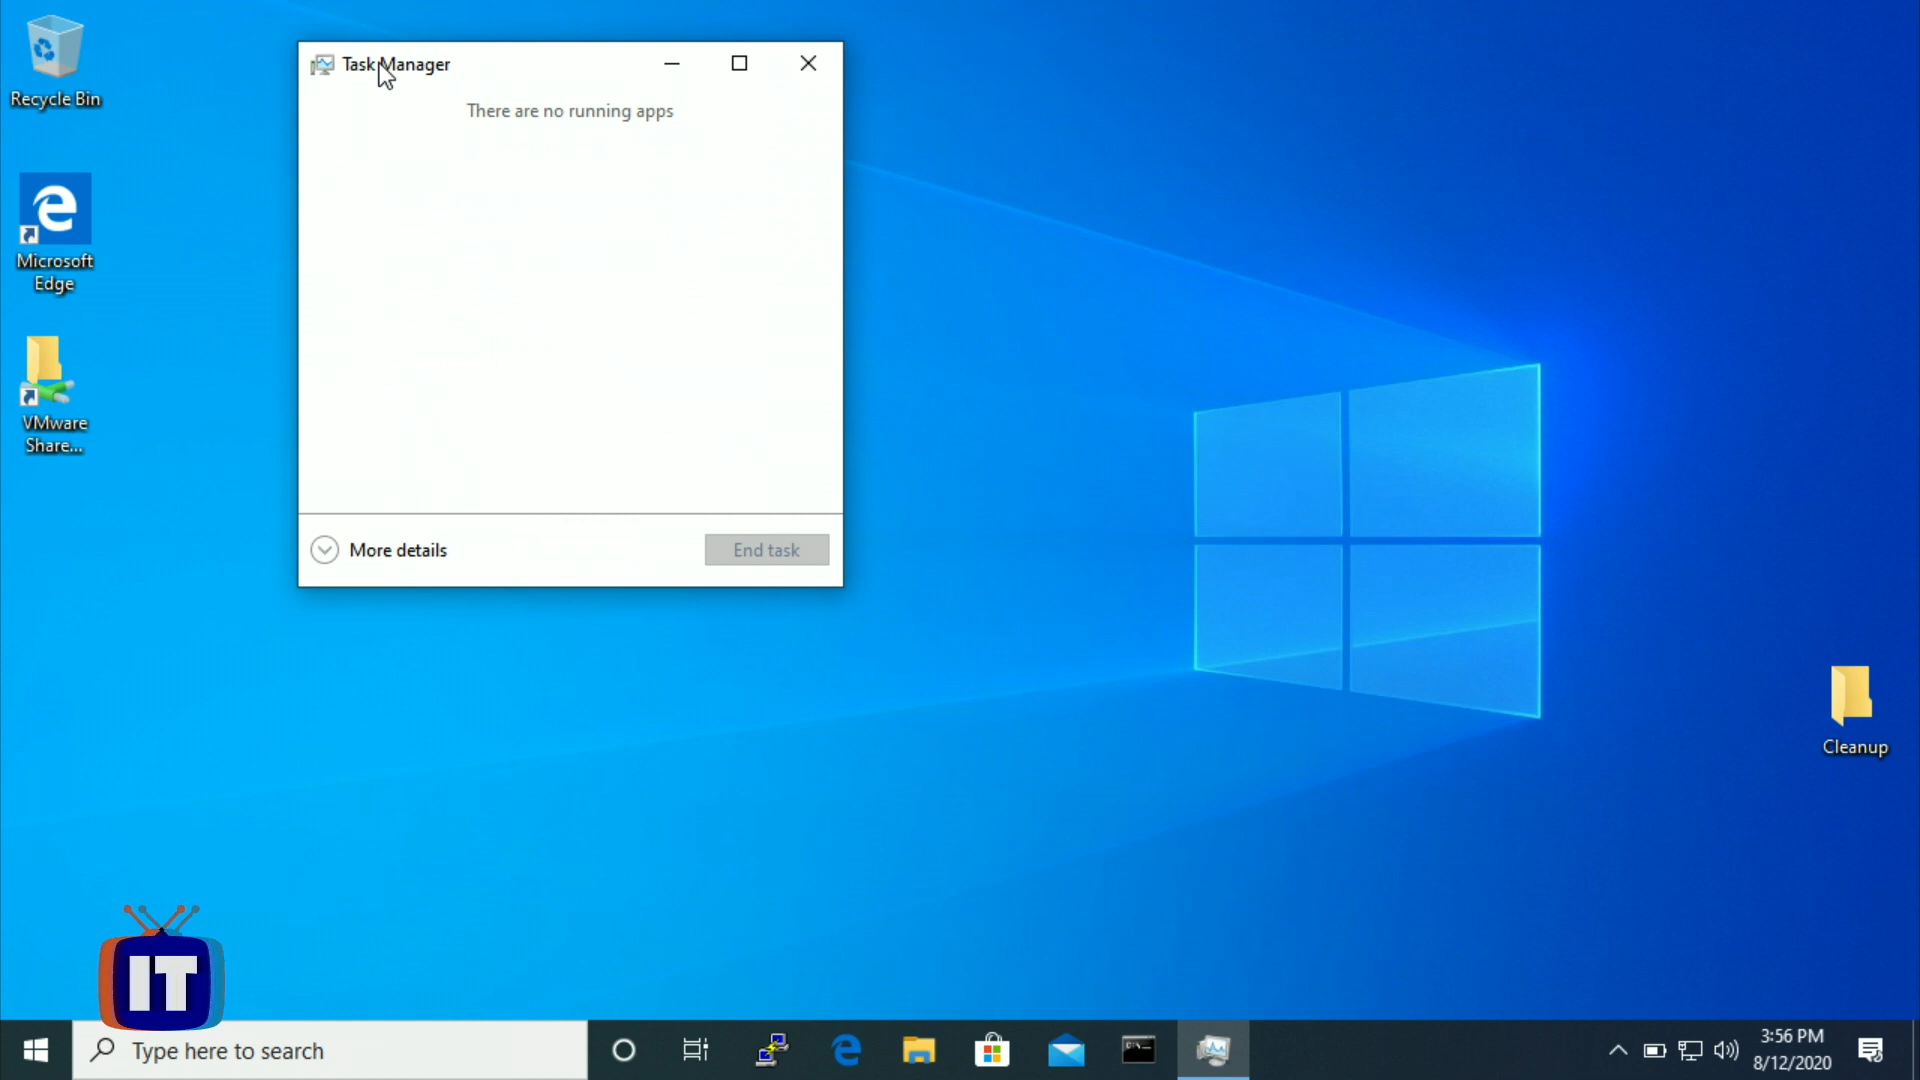 Recycle Bin
Microsoft
Edge
VMware
Share...
Task Manager
There are no running apps
More details
End task
Cleanup
IT
Type here to search
3:56 PM
8/12/2020